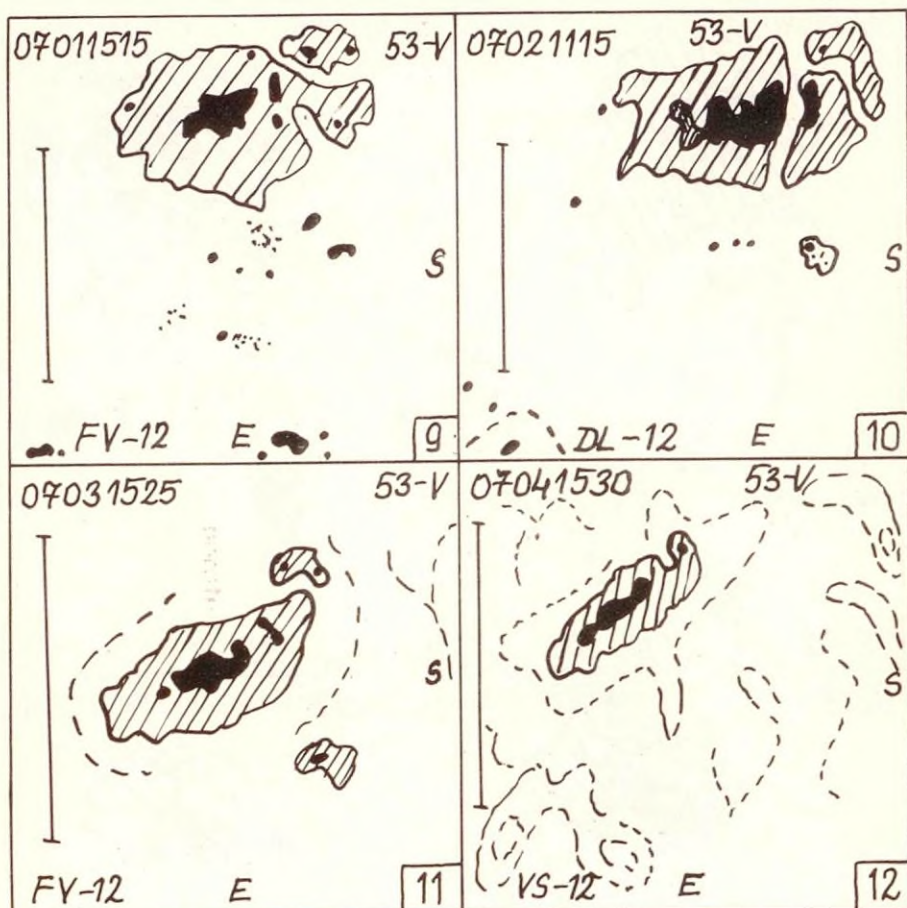 07011515 53-V
S
FV-12 E 9
07021115 53-V
S
DL-12 E 10
07031525 53-V
S
FV-12 E 11
07041530 53-V
S
VS-12 E 12